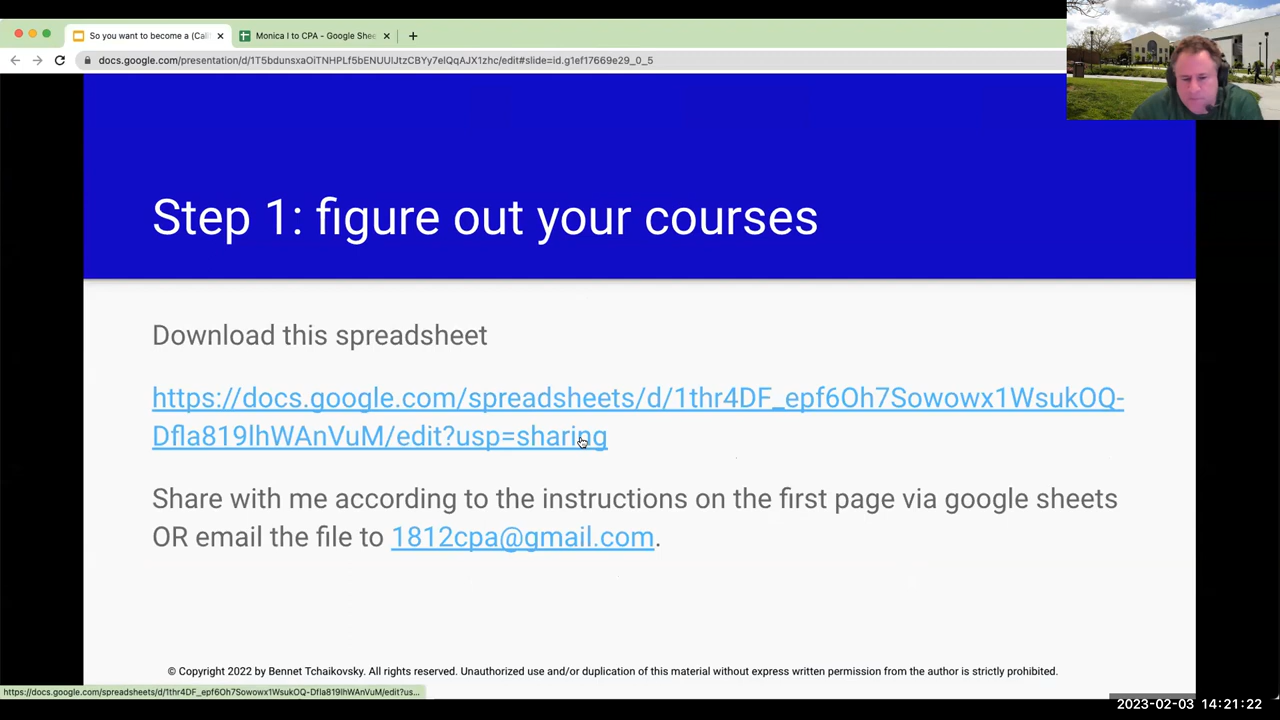 So you want to become a (Cali
Monica I to CPA - Google Shee
docs.google.com/presentation/d/1T5bdunsxaOiTNHPLf5bENUUlJtzCBYy7elQqAJX1zhc/edit#slide=id.g1ef17669e29_0_5
Step 1: figure out your courses
Download this spreadsheet
https://docs.google.com/spreadsheets/d/1thr4DF_epf6Oh7Sowowx1WsukOQ-
Dfla819lhWAnVuM/edit?usp=sharing
Share with me according to the instructions on the first page via google sheets
OR email the file to 1812cpa@gmail.com.
© Copyright 2022 by Bennet Tchaikovsky. All rights reserved. Unauthorized use and/or duplication of this material without express written permission from the author is strictly prohibited.
https://docs.google.com/spreadsheets/d/1thr4DF_epf6Oh7Sowowx1WsukOQ-Dfla819lhWAnVuM/edit?us...
2023-02-03 14:21:22